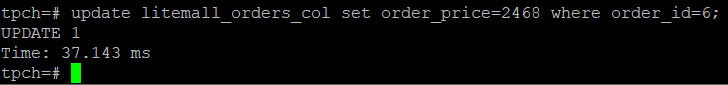 tpch=# update litemall_orders_col set order_price=2468 where order_id=6;
UPDATE 1
Time: 37.143 ms
tpch=#